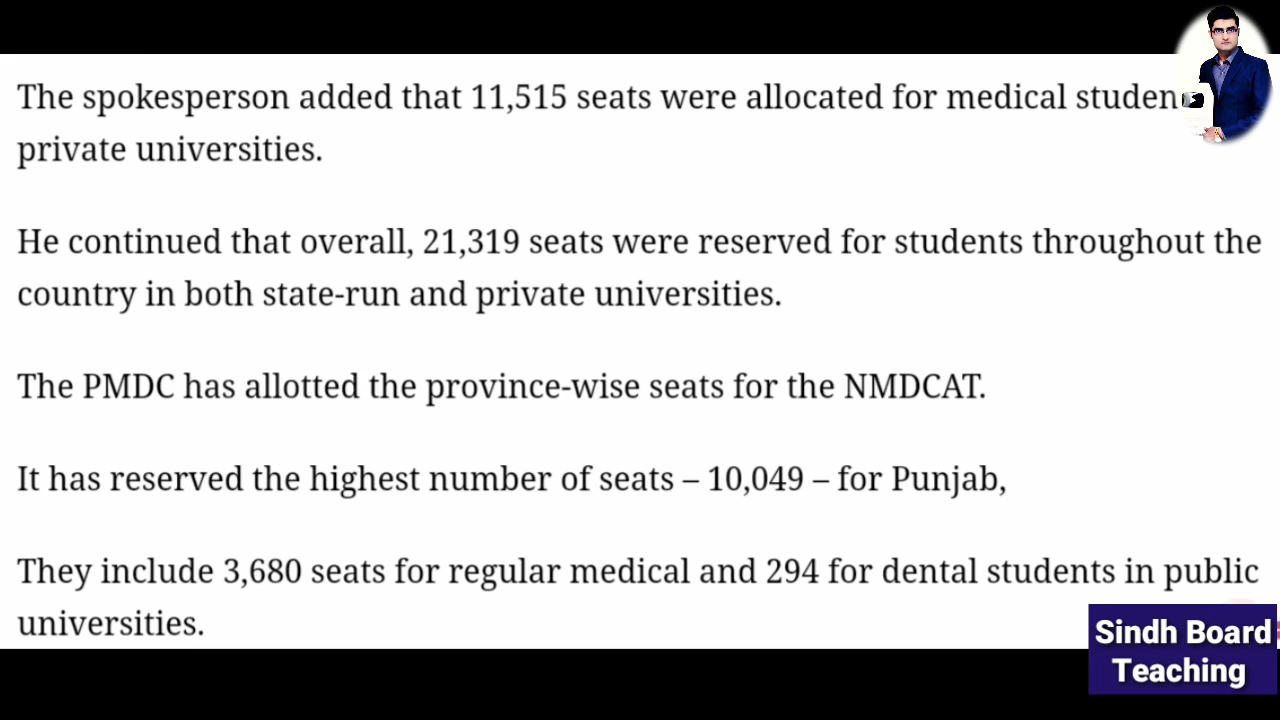 The spokesperson added that 11,515 seats were allocated for medical studen
private universities.
He continued that overall, 21,319 seats were reserved for students throughout the
country in both state-run and private universities.
The PMDC has allotted the province-wise seats for the NMDCAT.
It has reserved the highest number of seats – 10,049 – for Punjab,
They include 3,680 seats for regular medical and 294 for dental students in public
universities.
Sindh Board
Teaching